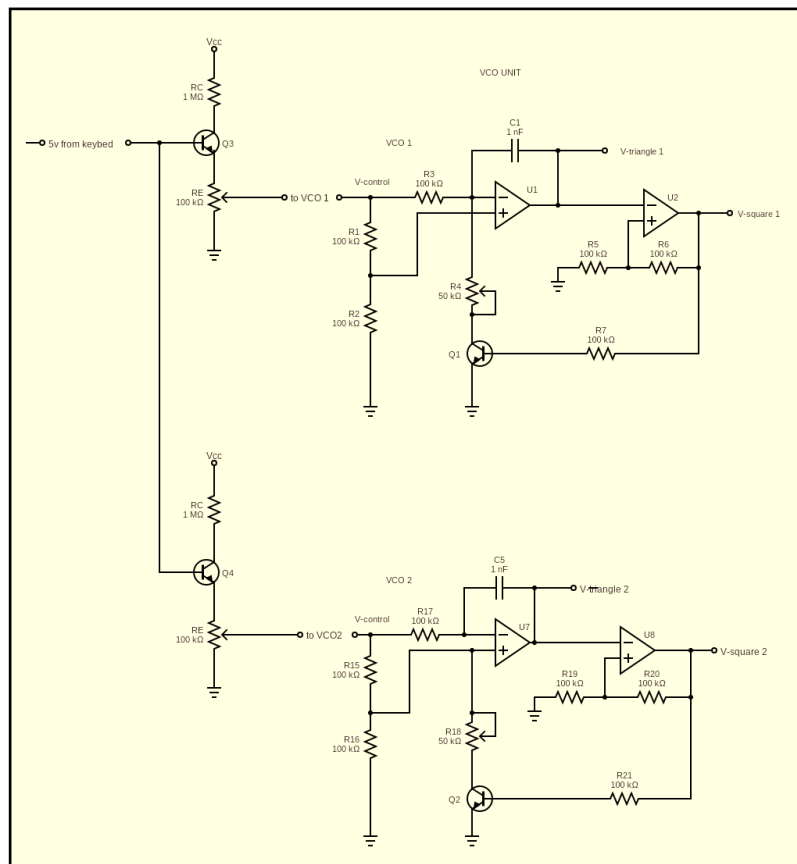 Vcc
VCO UNIT
RC
1 MΩ
C1
1 nF
5v from keybed
Q3
VCO 1
V-triangle 1
R3
100 kΩ
V-control
U1
RE
100 kΩ
to VCO 1
U2
V-square 1
R1
100 kΩ
R5
100 kΩ
R6
100 kΩ
R4
50 kΩ
R2
100 kΩ
R7
100 kΩ
Q1
Vcc
RC
1 MΩ
C5
1 nF
Q4
VCO 2
V-triangle 2
R17
100 kΩ
V-control
U7
RE
100 kΩ
to VCO2
U8
V-square 2
R15
100 kΩ
R19
100 kΩ
R20
100 kΩ
R18
50 kΩ
R16
100 kΩ
R21
100 kΩ
Q2